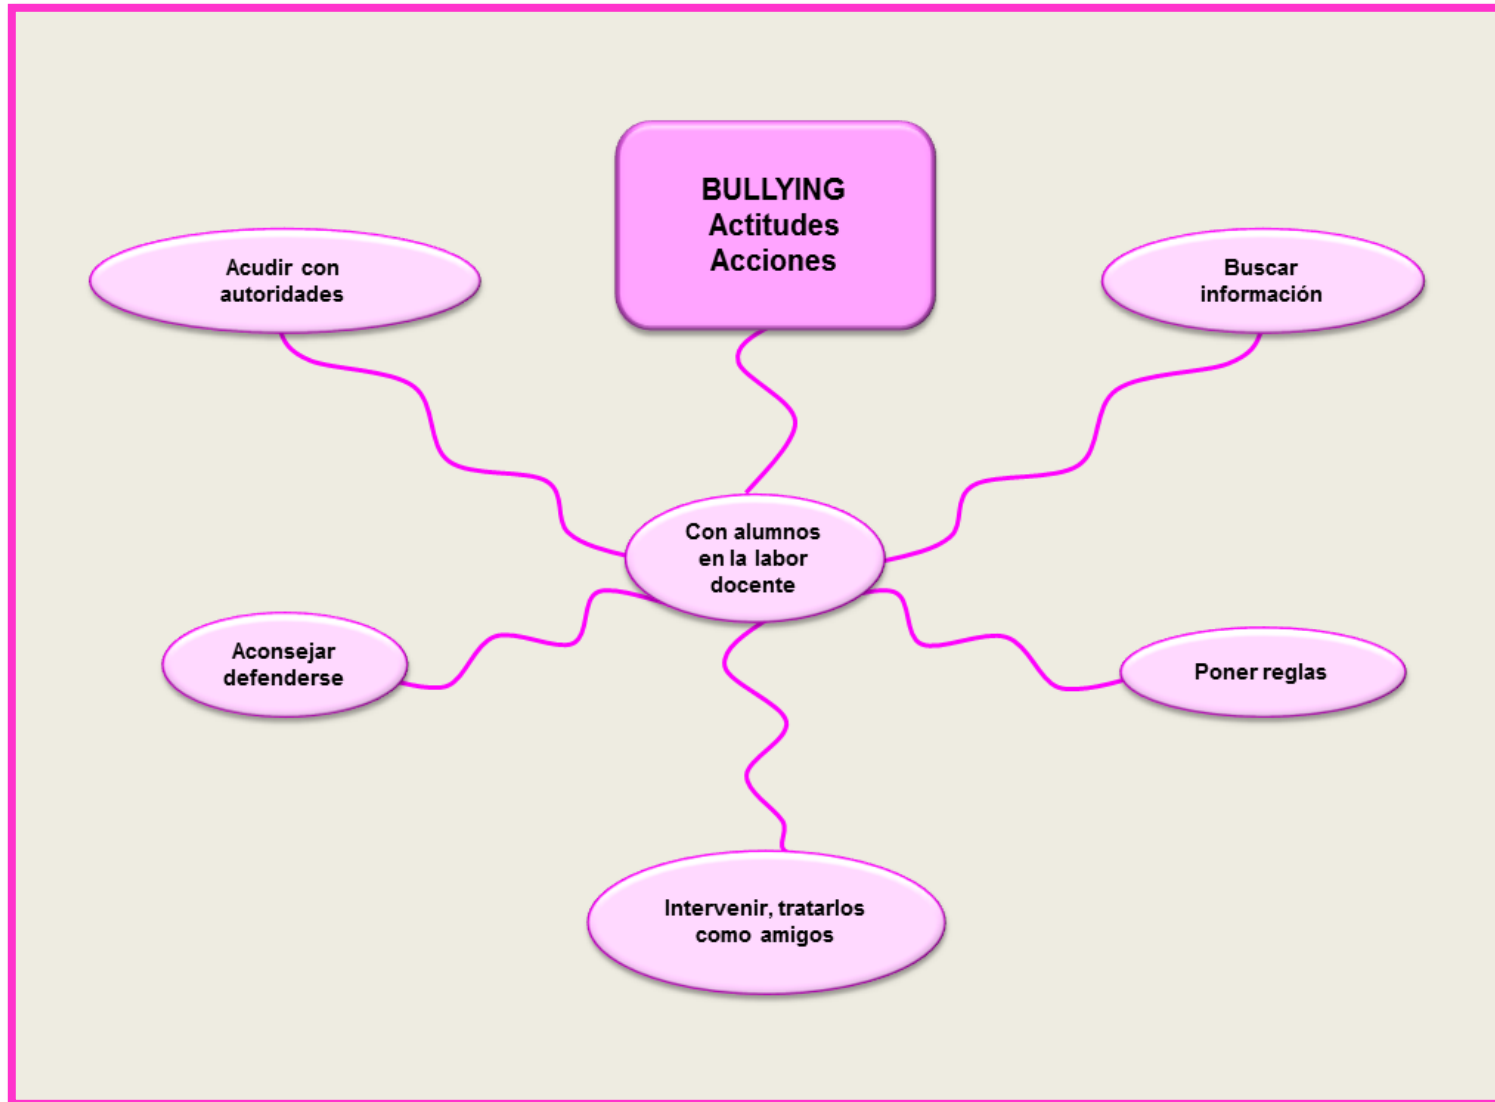 BULLYING
Actitudes
Acciones
Acudir con
autoridades
Buscar
información
Con alumnos
en la labor
docente
Aconsejar
defenderse
Poner reglas
Intervenir, tratarlos
como amigos